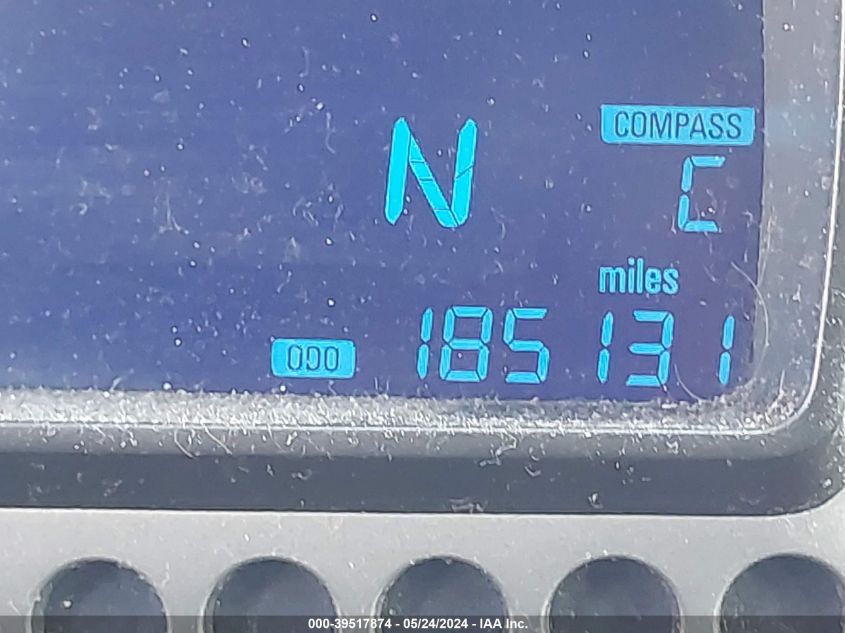 COMPASS
N C
miles
ODO 185131
000-39517874 - 05/24/2024 - IAA Inc.